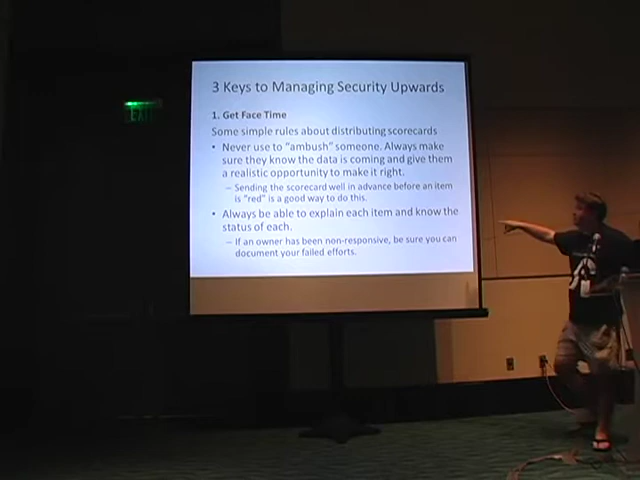 3 Keys to Managing Security Upwards
1. Get Face Time
Some simple rules about distributing scorecards
• Never use to "ambush" someone. Always make
sure they know the data is coming and give them
a realistic opportunity to make it right.
– Sending the scorecard well in advance before an item
is "red" is a good way to do this.
• Always be able to explain each item and know the
status of each.
– If an owner has been non-responsive, be sure you can
document your failed efforts.
EXIT